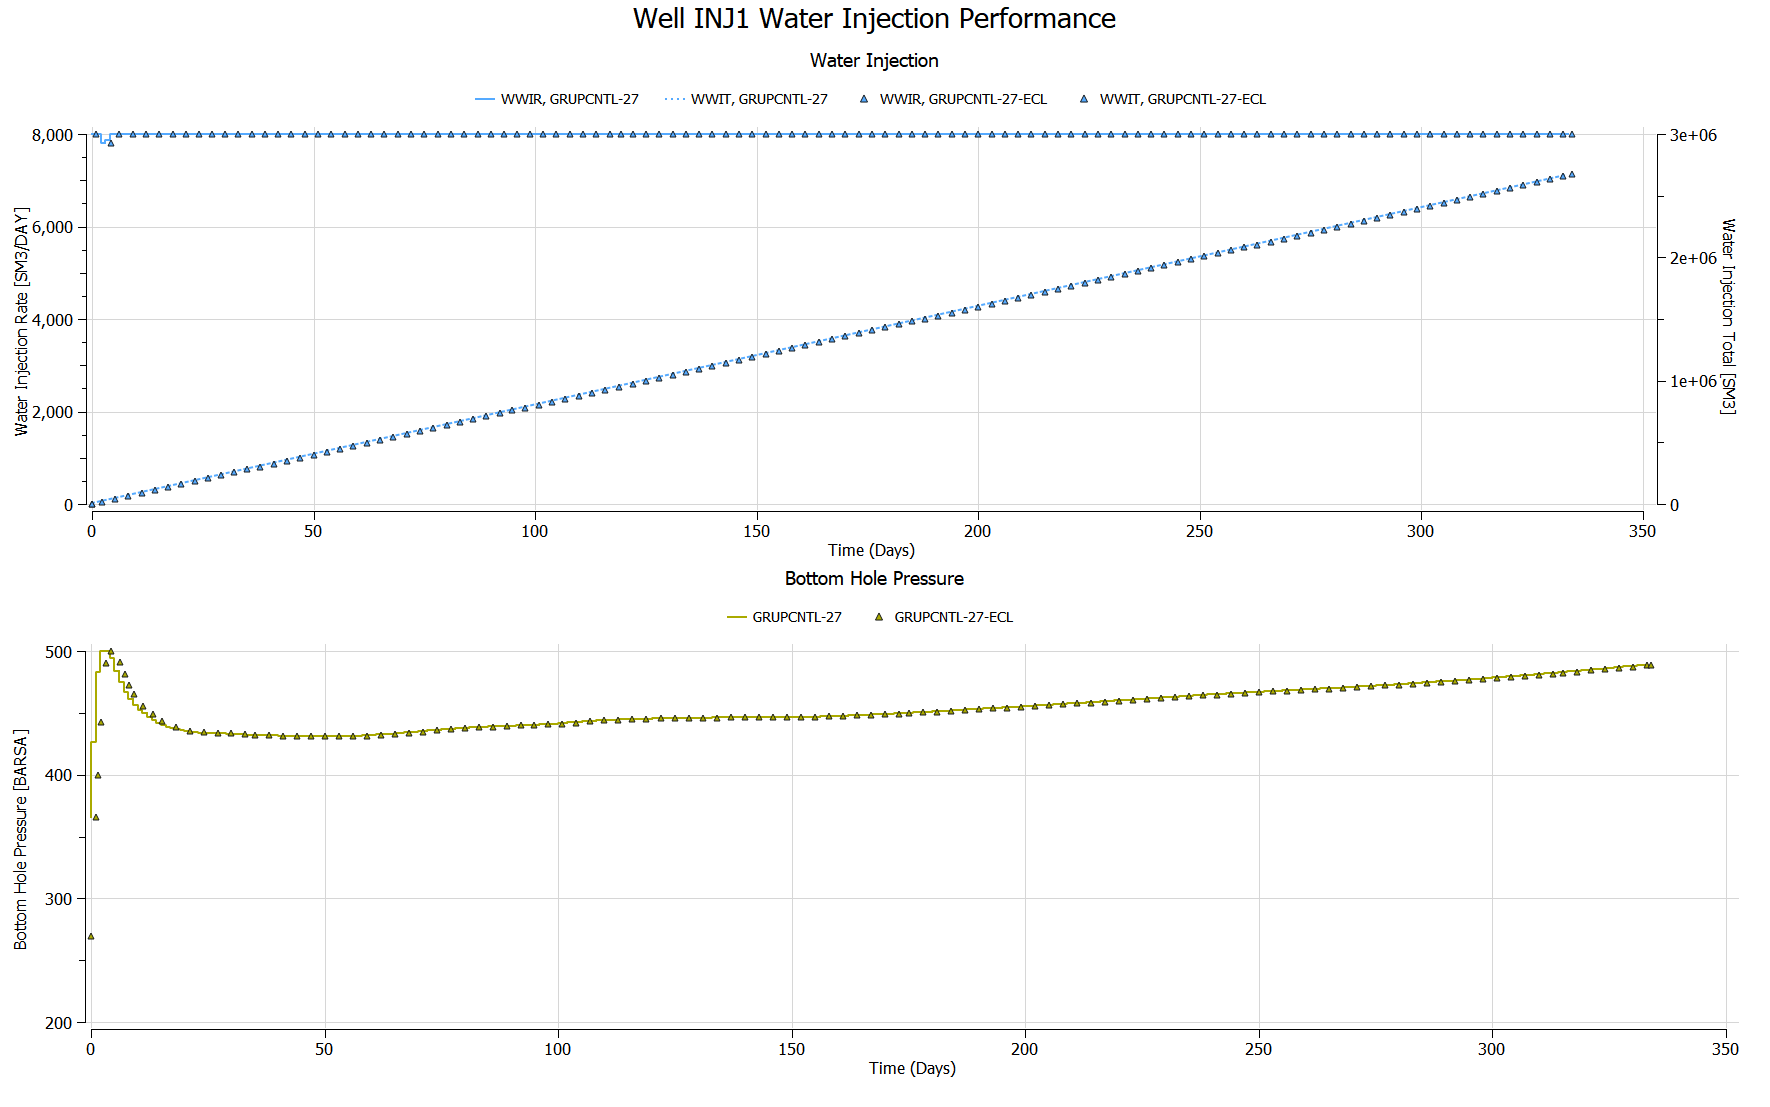 Well INJ1 Water Injection Performance
Water Injection
WWIR, GRUPCNTL-27 WWIT, GRUPCNTL-27 WWIR, GRUPCNTL-27-ECL WWIT, GRUPCNTL-27-ECL
Water Injection Rate [SM3/DAY]
8,000
6,000
4,000
2,000
0
3e+06
2e+06
1e+06
0
Water Injection Total [SM3]
0 50 100 150 200 250 300 350
Time (Days)
Bottom Hole Pressure
GRUPCNTL-27 GRUPCNTL-27-ECL
Bottom Hole Pressure [BARSA]
500
400
300
200
0 50 100 150 200 250 300 350
Time (Days)